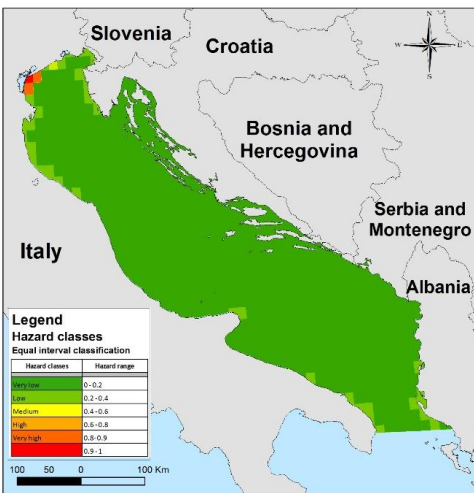 Slovenia
Croatia
N
W E
S
Bosnia and
Hercegovina
Serbia and
Montenegro
Italy
Albania
Legend
Hazard classes
Equal interval classification
Hazard classes Hazard range
Very low 0 - 0.2
Low 0.2 - 0.4
Medium 0.4 - 0.6
High 0.6 - 0.8
Very high 0.8 - 0.9
0.9 - 1
100 50 0 100 Km